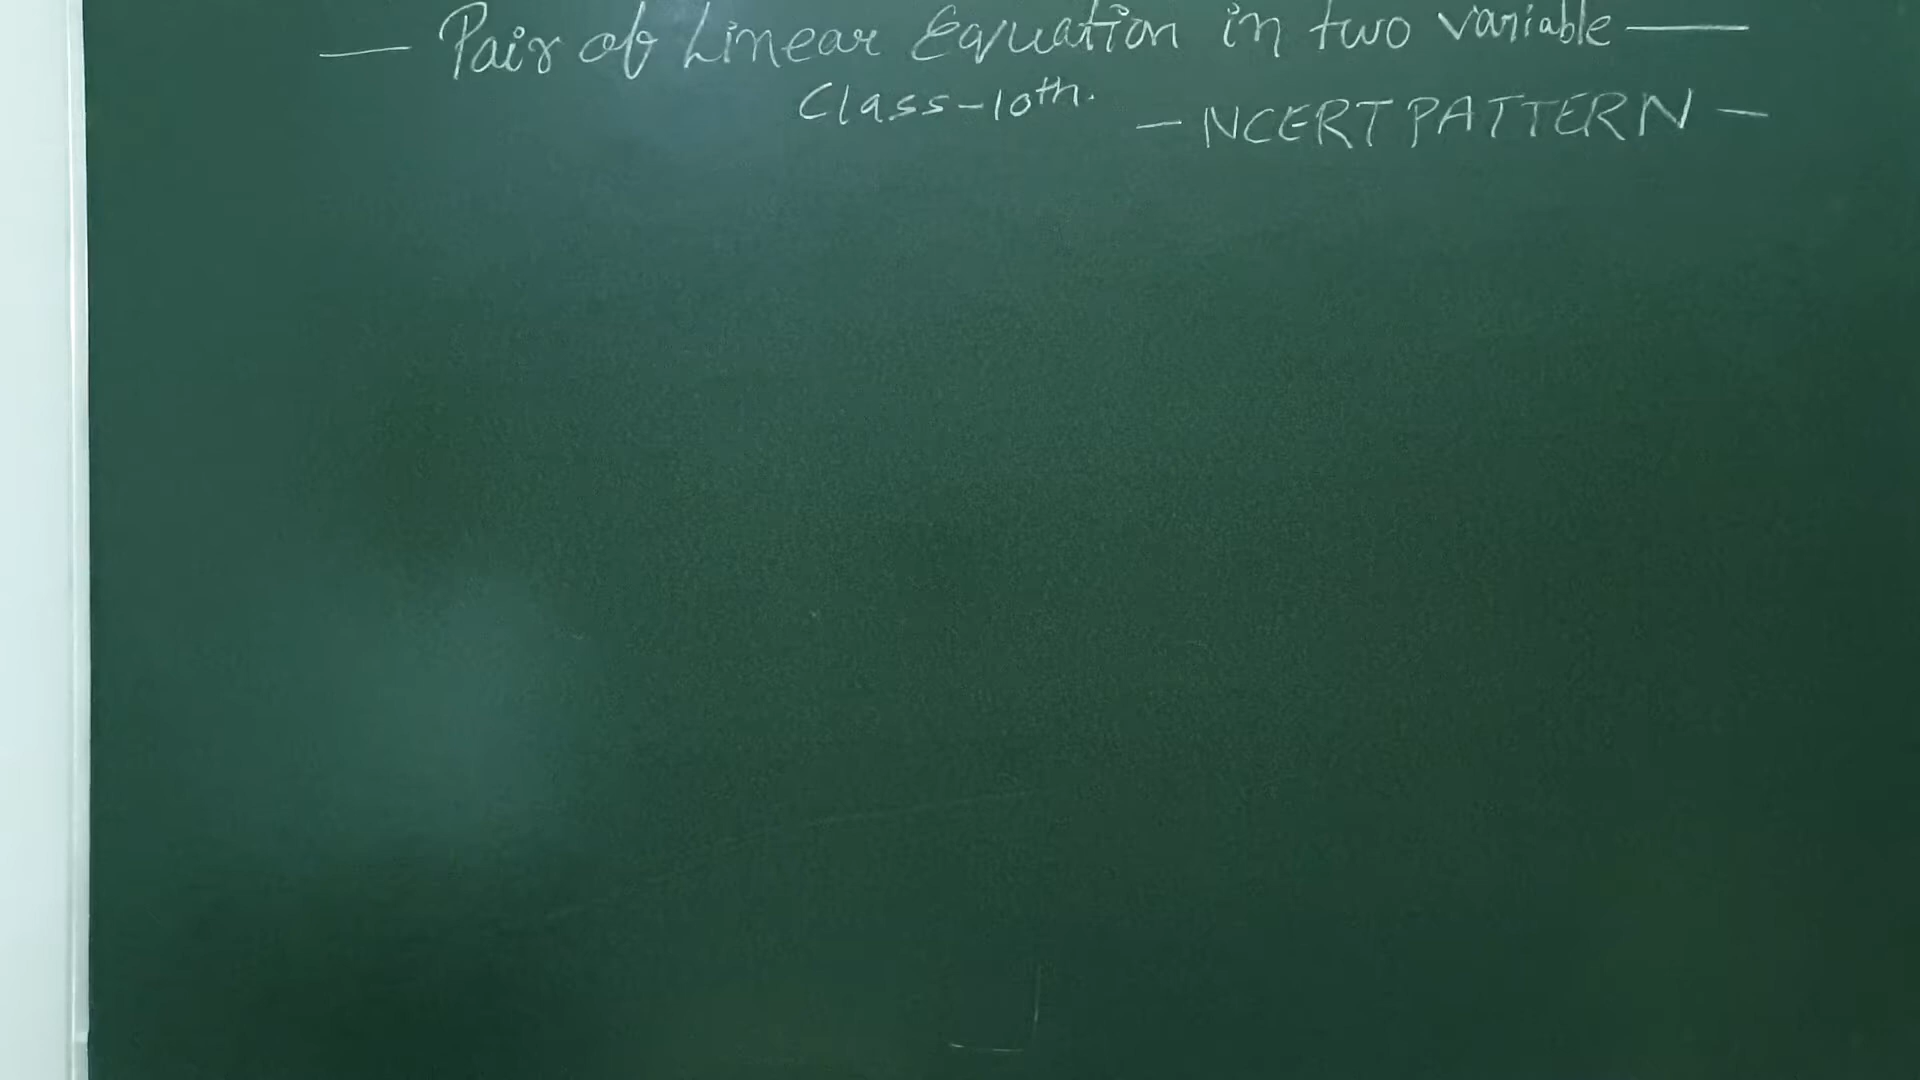 — Pair of Linear Equation in two variable —
Class-10th.
— NCERT PATTERN —